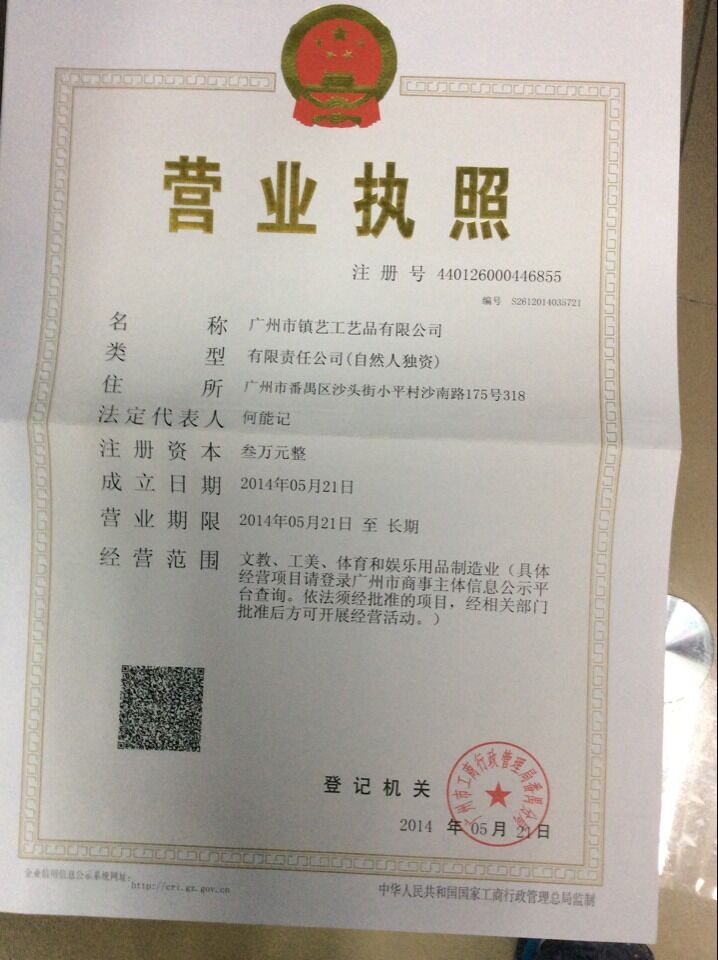 营业执照
注册号 440126000446855
编号 S2612014035721
名称 广州市镇艺工艺品有限公司
类型 有限责任公司(自然人独资)
住所 广州市番禺区沙头街小平村沙南路175号318
法定代表人 何能记
注册资本 叁万元整
成立日期 2014年05月21日
营业期限 2014年05月21日 至 长期
经营范围 文教、工美、体育和娱乐用品制造业（具体
经营项目请登录广州市商事主体信息公示平
台查询。依法须经批准的项目，经相关部门
批准后方可开展经营活动。）
登记机关
广州市工商行政管理局番禺分局
2014 年 05 月 21 日
企业信用信息公示系统网址：
http://cri.gz.gov.cn
中华人民共和国国家工商行政管理总局监制